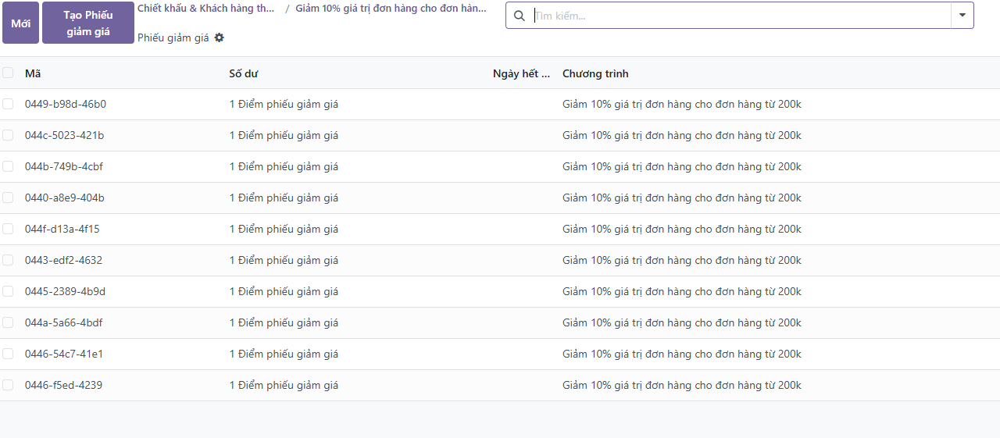 Mới
Tạo Phiếu
giảm giá
Chiết khấu & Khách hàng th... / Giảm 10% giá trị đơn hàng cho đơn hàn...
Phiếu giảm giá
Tìm kiếm...
Mã Số dư Ngày hết ... Chương trình
0449-b98d-46b0 1 Điểm phiếu giảm giá Giảm 10% giá trị đơn hàng cho đơn hàng từ 200k
044c-5023-421b 1 Điểm phiếu giảm giá Giảm 10% giá trị đơn hàng cho đơn hàng từ 200k
044b-749b-4cbf 1 Điểm phiếu giảm giá Giảm 10% giá trị đơn hàng cho đơn hàng từ 200k
0440-a8e9-404b 1 Điểm phiếu giảm giá Giảm 10% giá trị đơn hàng cho đơn hàng từ 200k
044f-d13a-4f15 1 Điểm phiếu giảm giá Giảm 10% giá trị đơn hàng cho đơn hàng từ 200k
0443-edf2-4632 1 Điểm phiếu giảm giá Giảm 10% giá trị đơn hàng cho đơn hàng từ 200k
0445-2389-4b9d 1 Điểm phiếu giảm giá Giảm 10% giá trị đơn hàng cho đơn hàng từ 200k
044a-5a66-4bdf 1 Điểm phiếu giảm giá Giảm 10% giá trị đơn hàng cho đơn hàng từ 200k
0446-54c7-41e1 1 Điểm phiếu giảm giá Giảm 10% giá trị đơn hàng cho đơn hàng từ 200k
0446-f5ed-4239 1 Điểm phiếu giảm giá Giảm 10% giá trị đơn hàng cho đơn hàng từ 200k